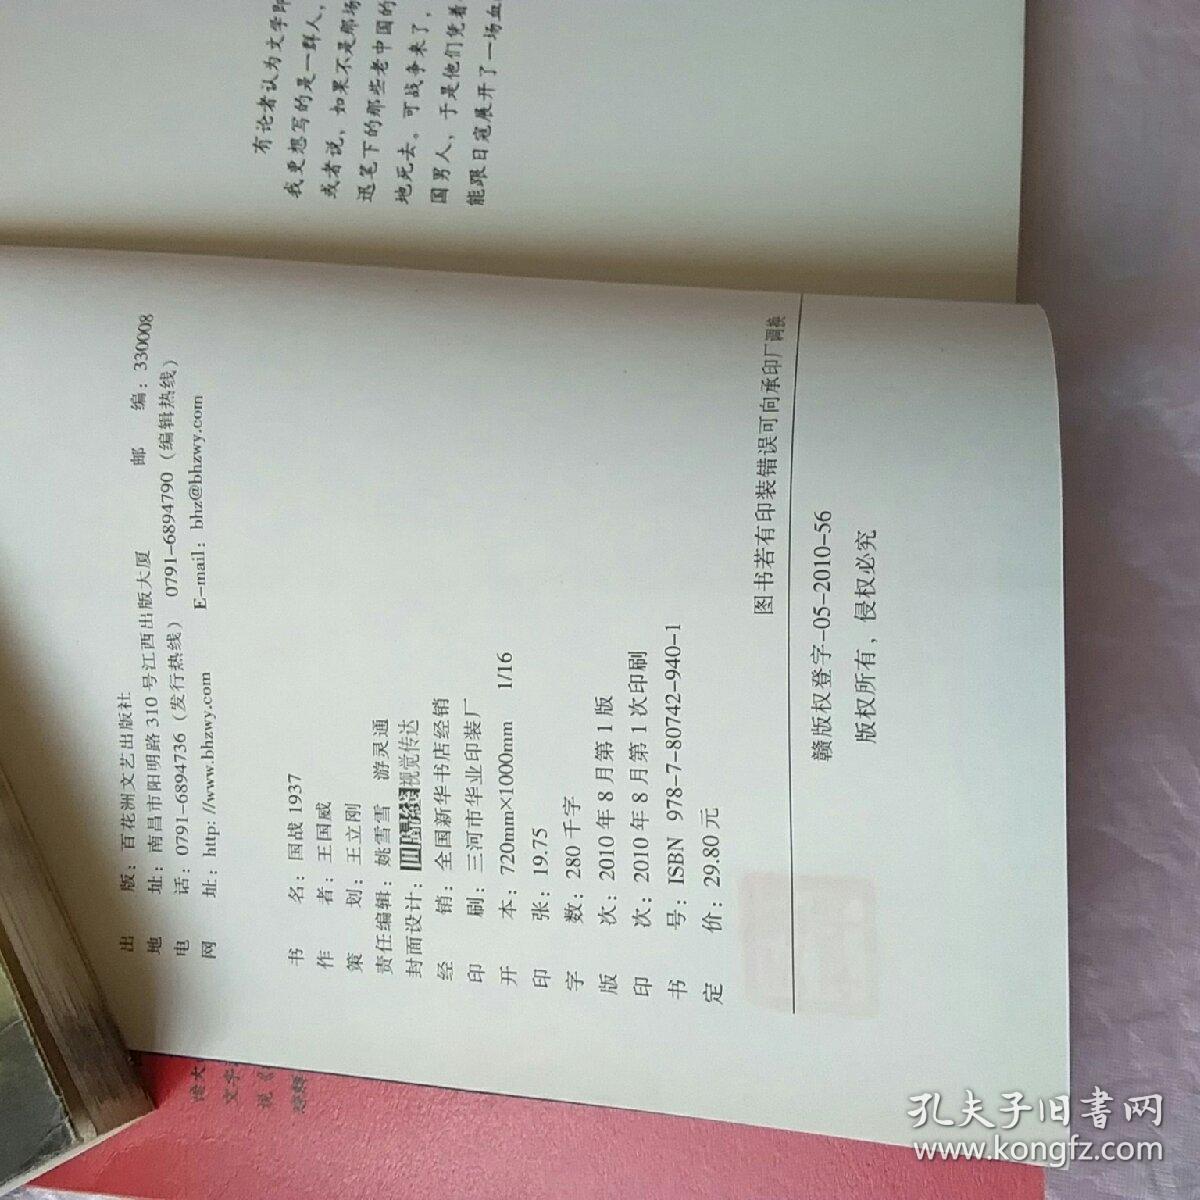 有论者认为文学即
我更想写的是一群人,
或者说,如果不是那场
迅笔下的那些老中国的
地死去。可战争来了,
国男人,于是他们凭着
能跟日寇展开了一场血
出 版:百花洲文艺出版社
地 址:南昌市阳明路310号江西出版大厦 邮 编:330008
电 话:0791-6894736(发行热线) 0791-6894790(编辑热线)
网 址:http://www.bhzwy.com E-mail:bhz@bhzwy.com
书 名:国战1937
作 者:王国威
策 划:王立刚
责任编辑:姚雪雪 游灵通
封面设计:视觉传达
经 销:全国新华书店经销
印 刷:三河市华业印装厂
开 本:720mm×1000mm 1/16
印 张:19.75
字 数:280千字
版 次:2010年8月第1版
印 次:2010年8月第1次印刷
书 号:ISBN 978-7-80742-940-1
定 价:29.80元
图书若有印装错误可向承印厂调换
赣版权登字-05-2010-56
版权所有,侵权必究
孔夫子旧书网
www.kongfz.com